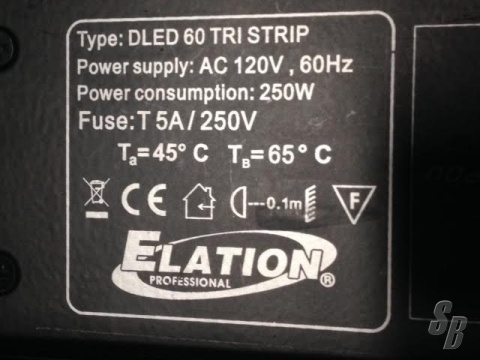 Type: DLED 60 TRI STRIP
Power supply: AC 120V , 60Hz
Power consumption: 250W
Fuse: T 5A / 250V
Ta=45° C TB=65° C
CE ---0.1m F
ELATION
PROFESSIONAL ®
SB